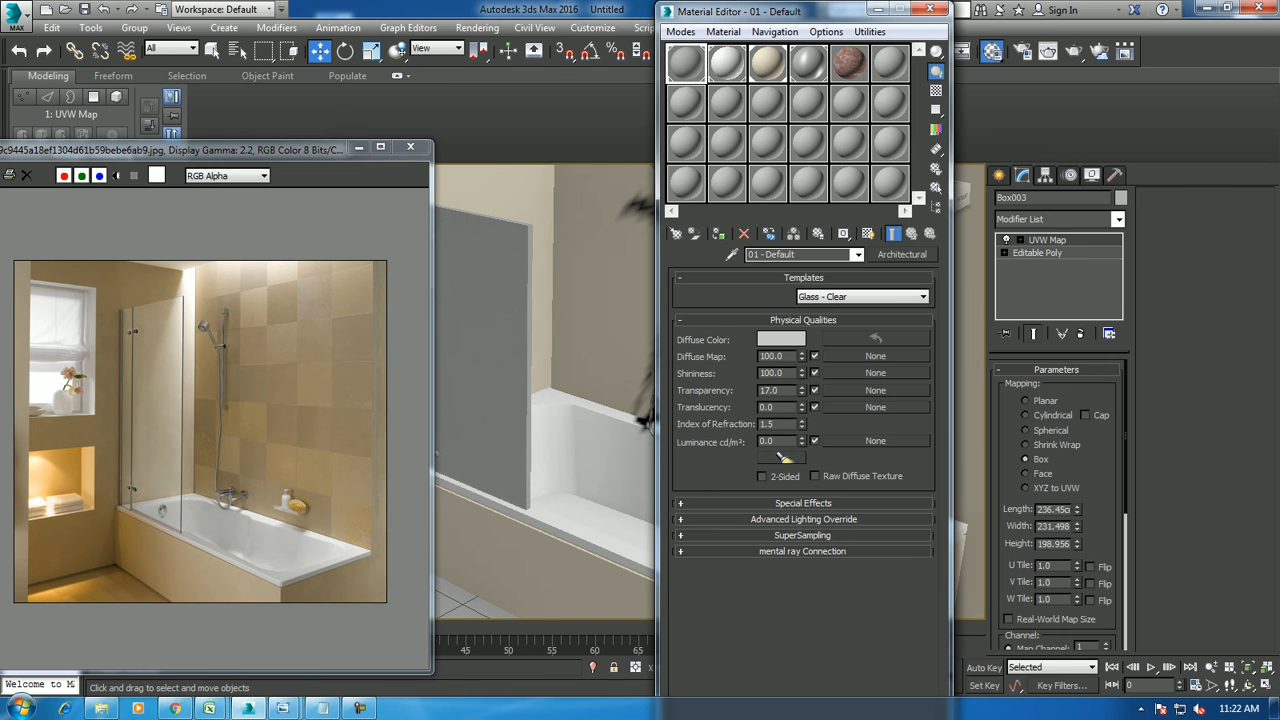 MAX
Workspace: Default
Autodesk 3ds Max 2016    Untitled
Sign In
Edit  Tools  Group  Views  Create  Modifiers  Animation  Graph Editors  Civil View  Customize
All
View
Modeling  Freeform  Selection  Object Paint  Populate
1: UVW Map
9c9445a18ef1304d61b59bebe6ab9.jpg, Display Gamma: 2.2, RGB Color 8 Bits/C...
RGB Alpha
Material Editor - 01 - Default
Modes  Material  Navigation  Options  Utilities
01 - Default
Architectural
Templates
Glass - Clear
Physical Qualities
Diffuse Color:
Diffuse Map: 100.0 None
Shininess: 100.0 None
Transparency: 17.0 None
Translucency: 0.0 None
Index of Refraction: 1.5
Luminance cd/m²: 0.0 None
2-Sided  Raw Diffuse Texture
Special Effects
Advanced Lighting Override
SuperSampling
mental ray Connection
Box003
Modifier List
UVW Map
Editable Poly
Parameters
Mapping:
Planar
Cylindrical  Cap
Spherical
Shrink Wrap
Box
Face
XYZ to UVW
Length:
Width: 231.498
Height: 198.956
U Tile: 1.0 Flip
V Tile: 1.0 Flip
W Tile: 1.0 Flip
Real-World Map Size
Channel:
Map Channel: 1
45  50  55  60  65
Auto Key  Selected
Set Key  Key Filters...  0
Welcome to M
Click and drag to select and move objects
11:22 AM